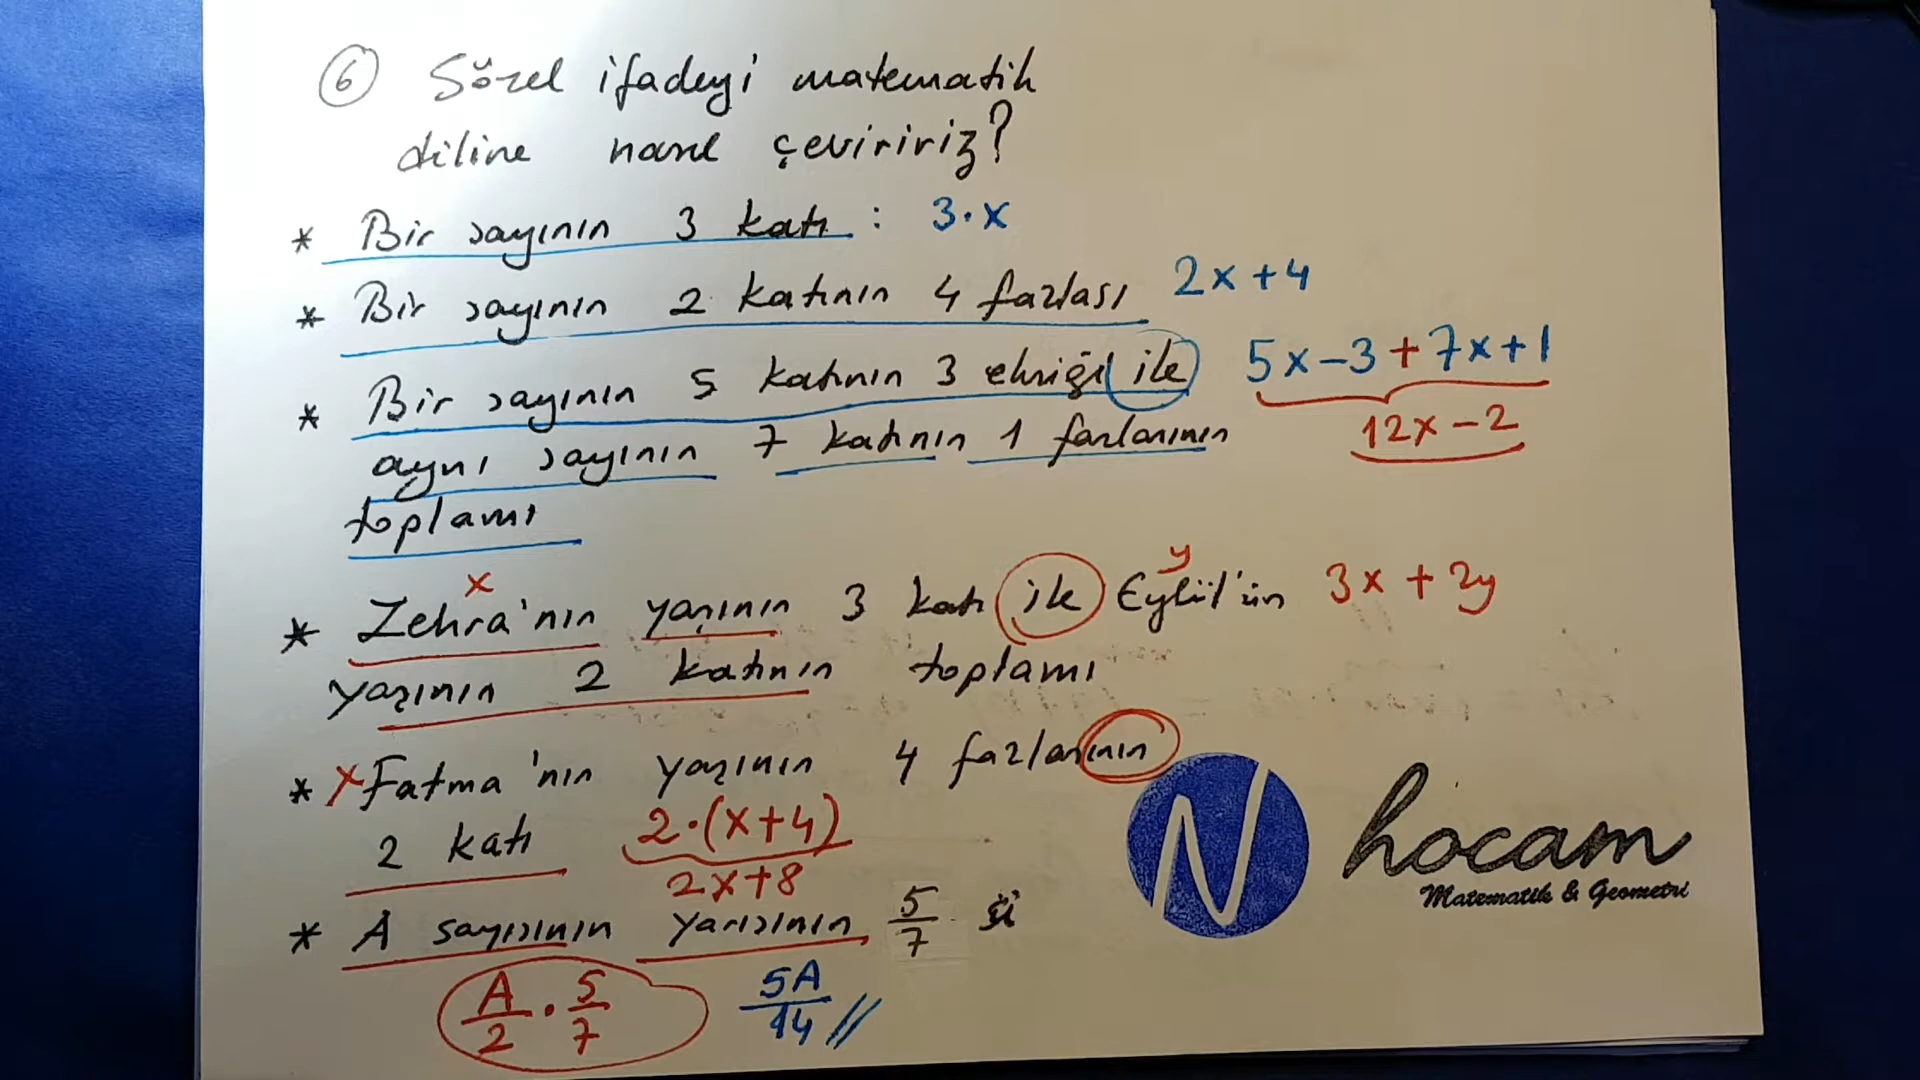 6 Sözel ifadeyi matematik
diline nasıl çeviririz?
* Bir sayının 3 katı : 3·x
* Bir sayının 2 katının 4 fazlası 2x+4
* Bir sayının 5 katının 3 eksiği ile 5x-3+7x+1
aynı sayının 7 katının 1 fazlasının 12x-2
toplamı
x y
* Zehra'nın yaşının 3 katı ile Eylül'ün 3x+2y
yaşının 2 katının toplamı
* x Fatma'nın yaşının 4 fazlasının
2 katı 2·(x+4)
2x+8
* A sayısının yarısının 5/7 si
A/2 · 5/7 5A/14 //
N hocam
Matematik & Geometri